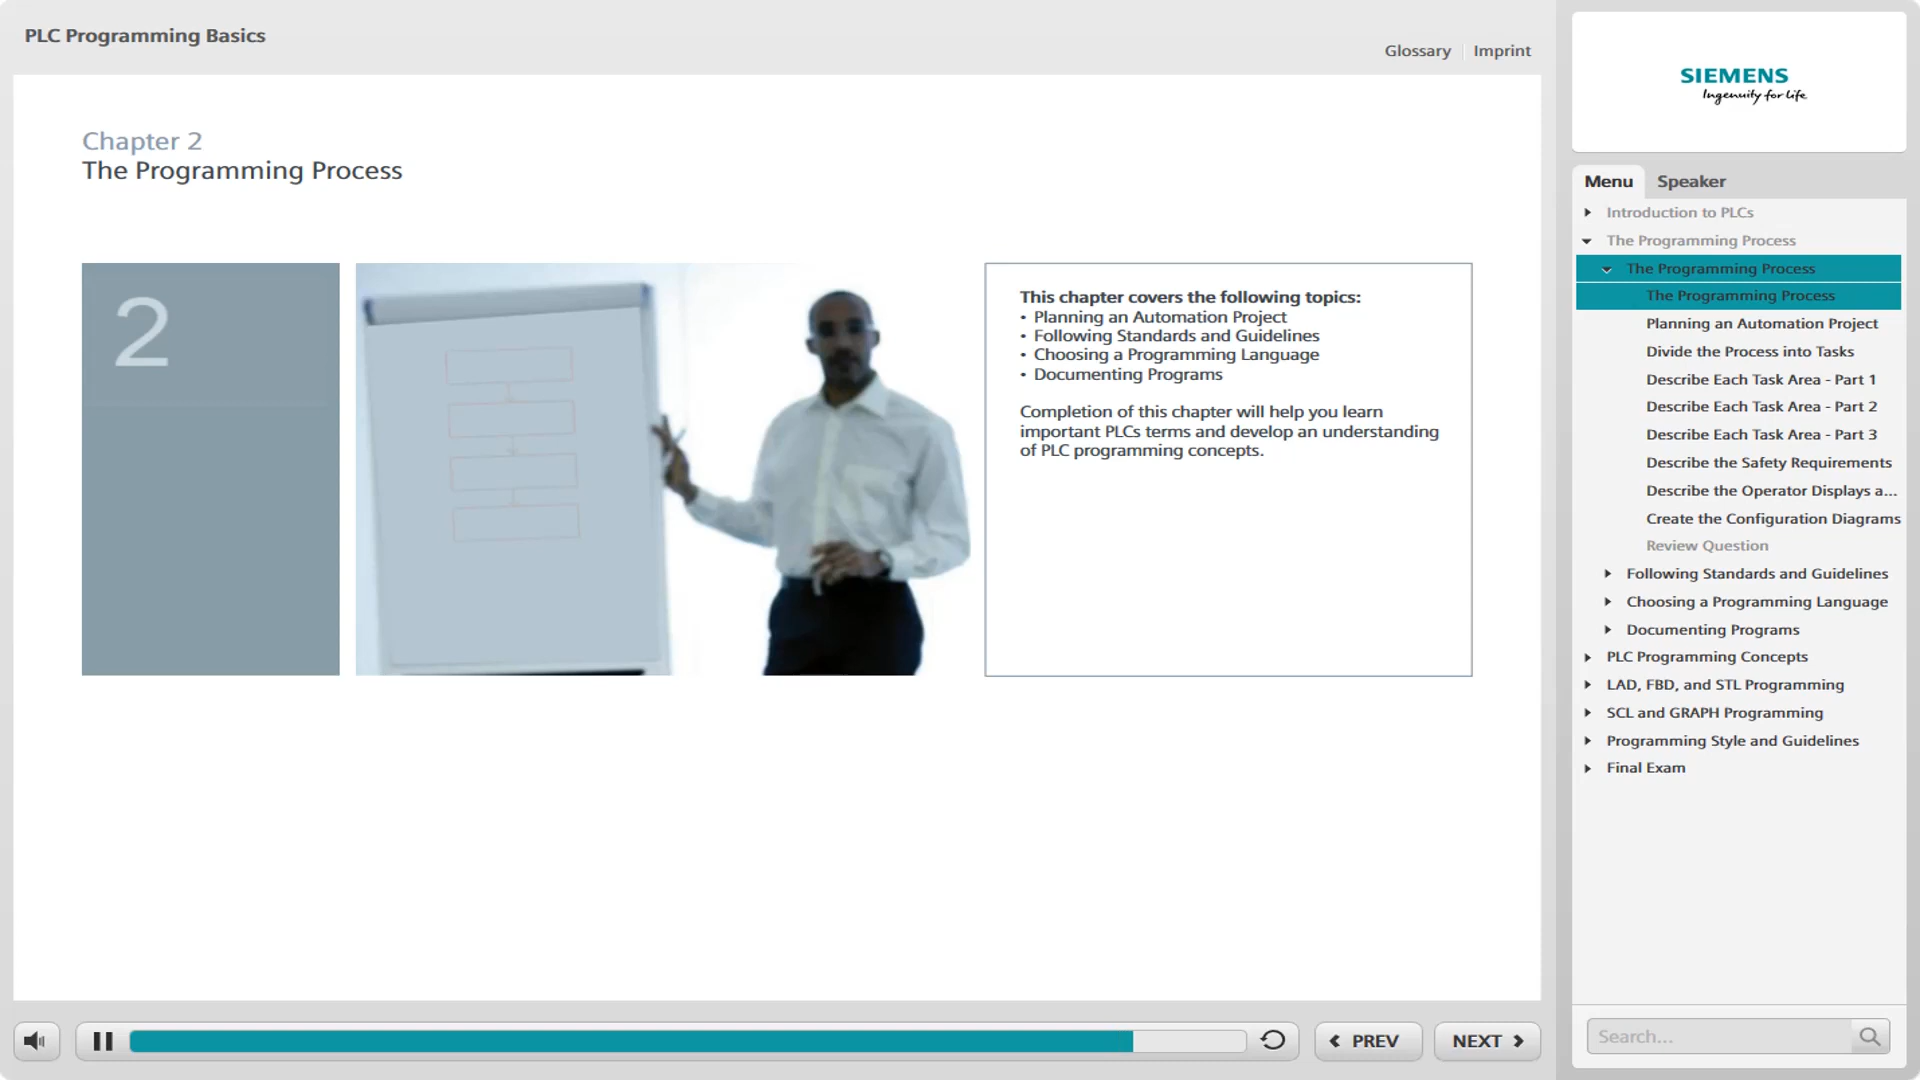 PLC Programming Basics
Glossary
Imprint
Chapter 2
The Programming Process
2
This chapter covers the following topics:
• Planning an Automation Project
• Following Standards and Guidelines
• Choosing a Programming Language
• Documenting Programs
Completion of this chapter will help you learn
important PLCs terms and develop an understanding
of PLC programming concepts.
SIEMENS
Ingenuity for life
Menu
Speaker
Introduction to PLCs
The Programming Process
The Programming Process
The Programming Process
Planning an Automation Project
Divide the Process into Tasks
Describe Each Task Area - Part 1
Describe Each Task Area - Part 2
Describe Each Task Area - Part 3
Describe the Safety Requirements
Describe the Operator Displays a...
Create the Configuration Diagrams
Review Question
Following Standards and Guidelines
Choosing a Programming Language
Documenting Programs
PLC Programming Concepts
LAD, FBD, and STL Programming
SCL and GRAPH Programming
Programming Style and Guidelines
Final Exam
PREV
NEXT
Search...